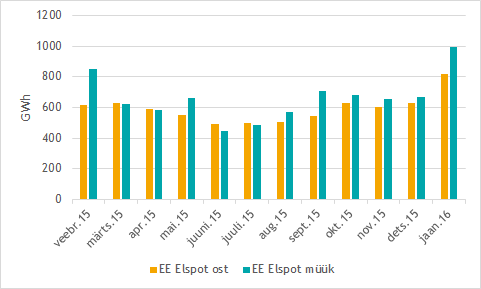 1200
1000
800
600
400
200
0
GWh
veebr.15
märts.15
apr.15
mai.15
juuni.15
juuli.15
aug.15
sept.15
okt.15
nov.15
dets.15
jaan.16
EE Elspot ost
EE Elspot müük